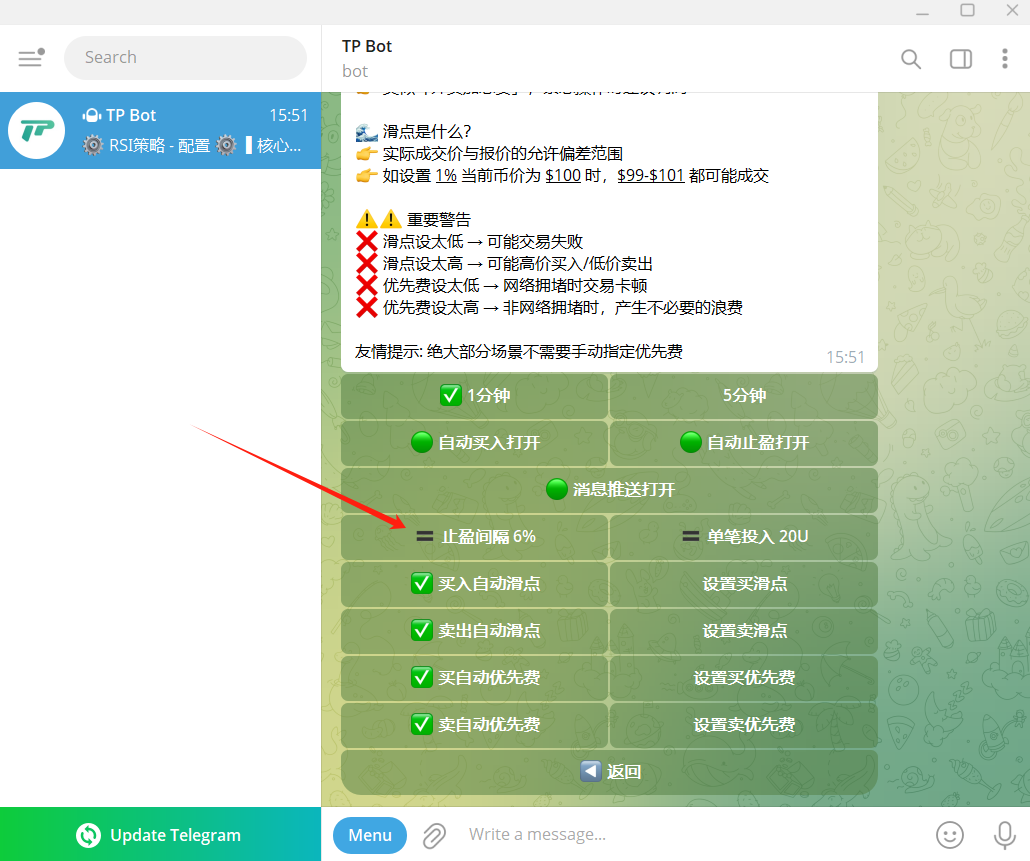 Search
TP Bot
15:51
RSI策略 - 配置 ⚙️ ▌核心...
TP Bot
bot
🌊 滑点是什么?
👉 实际成交价与报价的允许偏差范围
👉 如设置 1% 当前币价为 $100 时，$99-$101 都可能成交
⚠️⚠️ 重要警告
❌ 滑点设太低 → 可能交易失败
❌ 滑点设太高 → 可能高价买入/低价卖出
❌ 优先费设太低 → 网络拥堵时交易卡顿
❌ 优先费设太高 → 非网络拥堵时，产生不必要的浪费
友情提示: 绝大部分场景不需要手动指定优先费
15:51
✅ 1分钟
5分钟
🟢 自动买入打开
🟢 自动止盈打开
🟢 消息推送打开
〓 止盈间隔 6%
〓 单笔投入 20U
✅ 买入自动滑点
设置买滑点
✅ 卖出自动滑点
设置卖滑点
✅ 买自动优先费
设置买优先费
✅ 卖自动优先费
设置卖优先费
◀️ 返回
Update Telegram
Menu
Write a message...